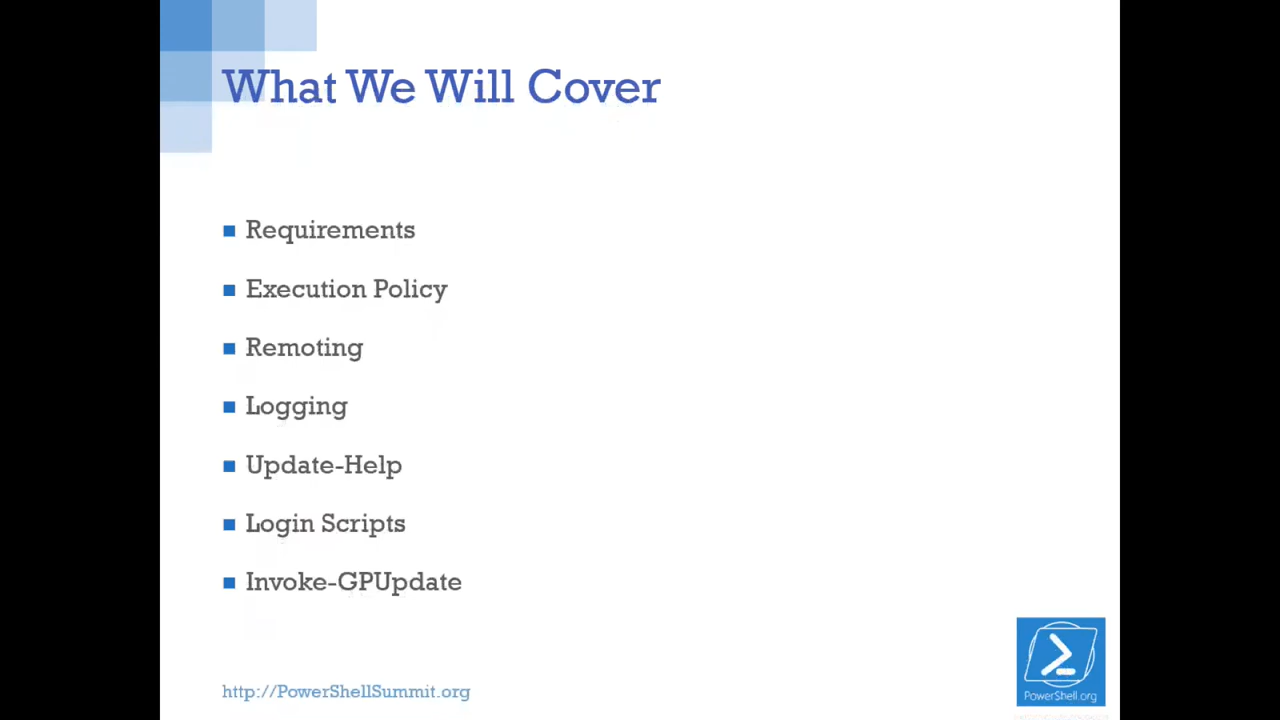 What We Will Cover
Requirements
Execution Policy
Remoting
Logging
Update-Help
Login Scripts
Invoke-GPUpdate
http://PowerShellSummit.org
PowerShell.org